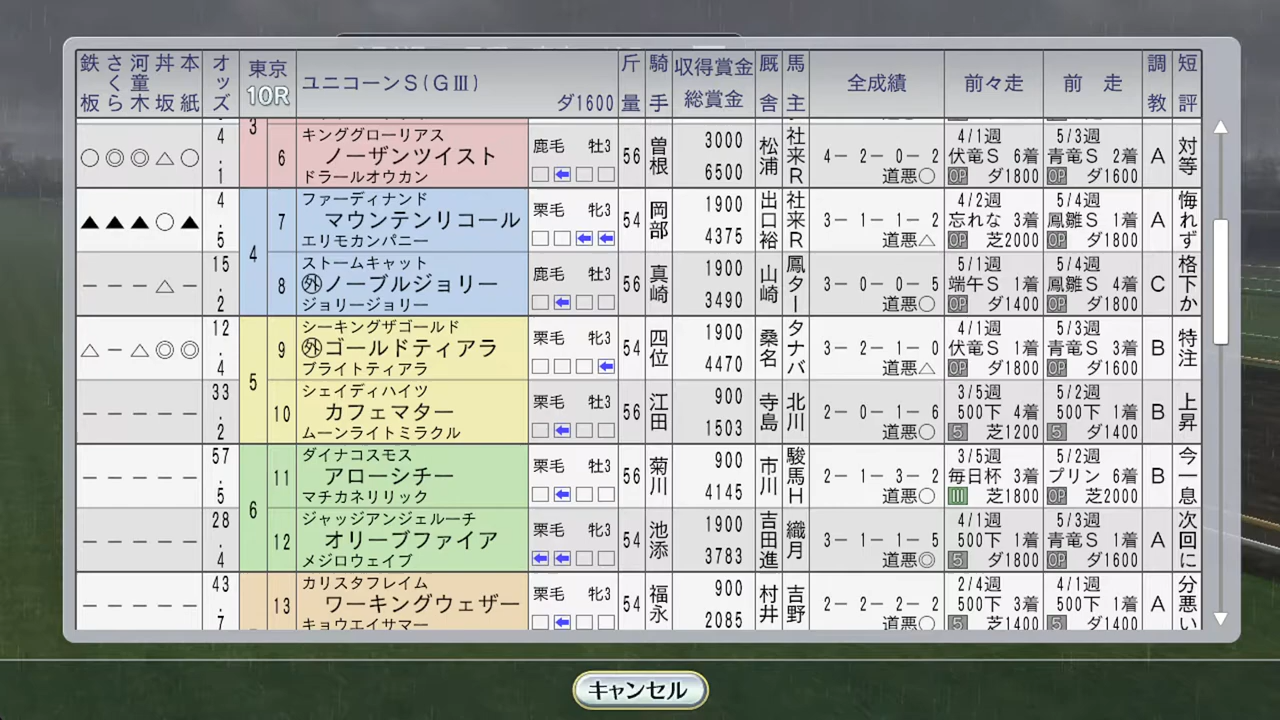 鉄板 さくら 河童木 丼坂 本紙 オッズ 東京10R ユニコーンS(GⅢ) ダ1600 斤量 騎手 収得賞金 総賞金 厩舎 馬主 全成績 前々走 前走 調教 短評
○ ◎ ◎ △ ○ 4.1 3 6 キンググローリアス 鹿毛 牡3 56 曽根 3000 松浦 社来R 4－2－0－2 4/1週 5/3週 A 対等
ノーザンツイスト 伏竜S 6着 青竜S 2着
ドラールオウカン 6500 道悪○ OP ダ1800 OP ダ1600
▲ ▲ ▲ ○ ▲ 4.5 4 7 ファーディナンド 栗毛 牝3 54 岡部 1900 出口裕 社来R 3－1－1－2 4/2週 5/4週 A 悔れず
マウンテンリコール 忘れな 3着 鳳雛S 1着
エリモカンパニー 4375 道悪△ OP 芝2000 OP ダ1800
－ － － △ － 15.2 8 ストームキャット 鹿毛 牡3 56 真崎 1900 山崎 鳳ター 3－0－0－5 5/1週 5/4週 C 格下か
外ノーブルジョリー 端午S 1着 鳳雛S 4着
ジョリージョリー 3490 道悪○ OP ダ1400 OP ダ1800
△ － △ ◎ ◎ 12.4 5 9 シーキングザゴールド 栗毛 牝3 54 四位 1900 桑名 タナバ 3－2－1－0 4/1週 5/3週 B 特注
外ゴールドティアラ 伏竜S 1着 青竜S 3着
ブライトティアラ 4470 道悪△ OP ダ1800 OP ダ1600
－ － － － － 33.2 10 シェイディハイツ 栗毛 牡3 56 江田 900 寺島 北川 2－0－1－6 3/5週 5/2週 B 上昇
カフェマター 500下 4着 500下 1着
ムーンライトミラクル 1503 道悪○ 5 芝1200 5 ダ1400
－ － － － － 57.5 6 11 ダイナコスモス 栗毛 牡3 56 菊川 900 市川 駿馬H 2－1－3－2 3/5週 5/2週 B 今一息
アローシチー 毎日杯 3着 プリン 6着
マチカネリリック 4145 道悪○ Ⅲ 芝1800 OP 芝2000
－ － － － － 28.4 12 ジャッジアンジェルーチ 栗毛 牝3 54 池添 1900 吉田進 織月 3－1－1－5 4/1週 5/3週 A 次回に
オリーブファイア 500下 1着 青竜S 1着
メジロウェイブ 3783 道悪◎ 5 ダ1800 OP ダ1600
－ － － － － 43.7 13 カリスタフレイム 栗毛 牝3 54 福永 900 村井 吉野 2－2－2－2 2/4週 4/1週 A 分悪い
ワーキングウェザー 500下 3着 500下 1着
キョウエイサマー 2085 道悪○ 5 芝1400 5 ダ1400
キャンセル